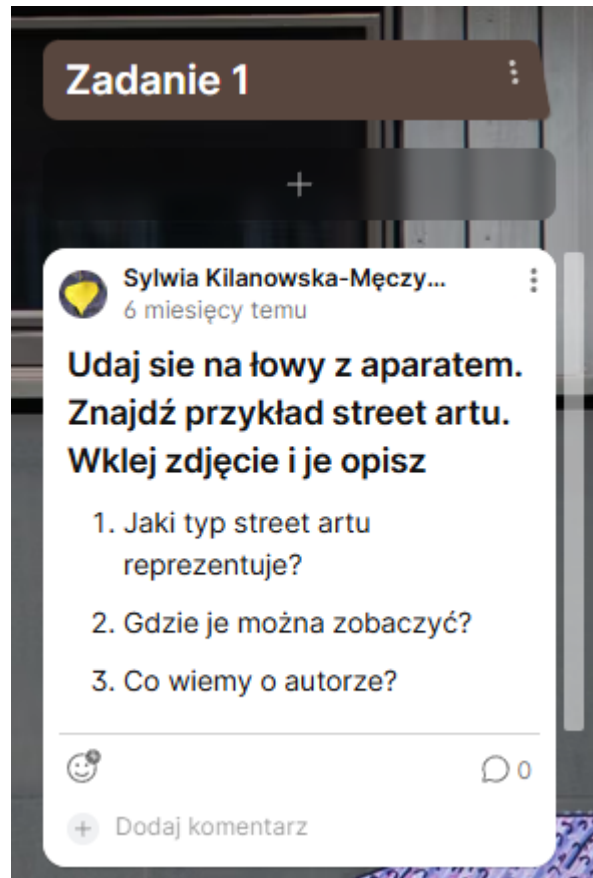 Zadanie 1
Sylwia Kilanowska-Męczy...
6 miesięcy temu
Udaj sie na łowy z aparatem.
Znajdź przykład street artu.
Wklej zdjęcie i je opisz
1. Jaki typ street artu
reprezentuje?
2. Gdzie je można zobaczyć?
3. Co wiemy o autorze?
0
Dodaj komentarz